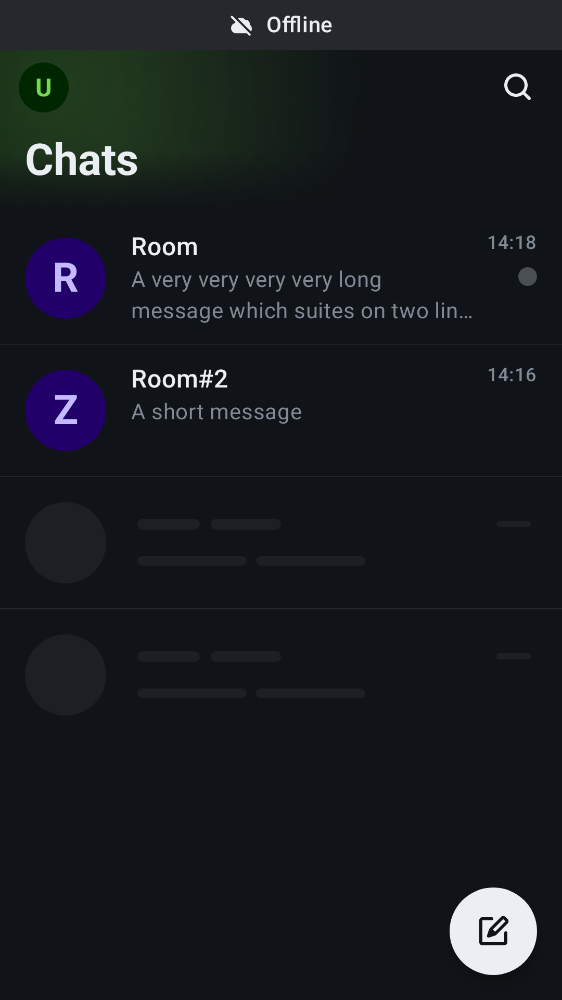 Offline
U
Chats
R
Room
14:18
A very very very very long
message which suites on two lin…
Z
Room#2
14:16
A short message